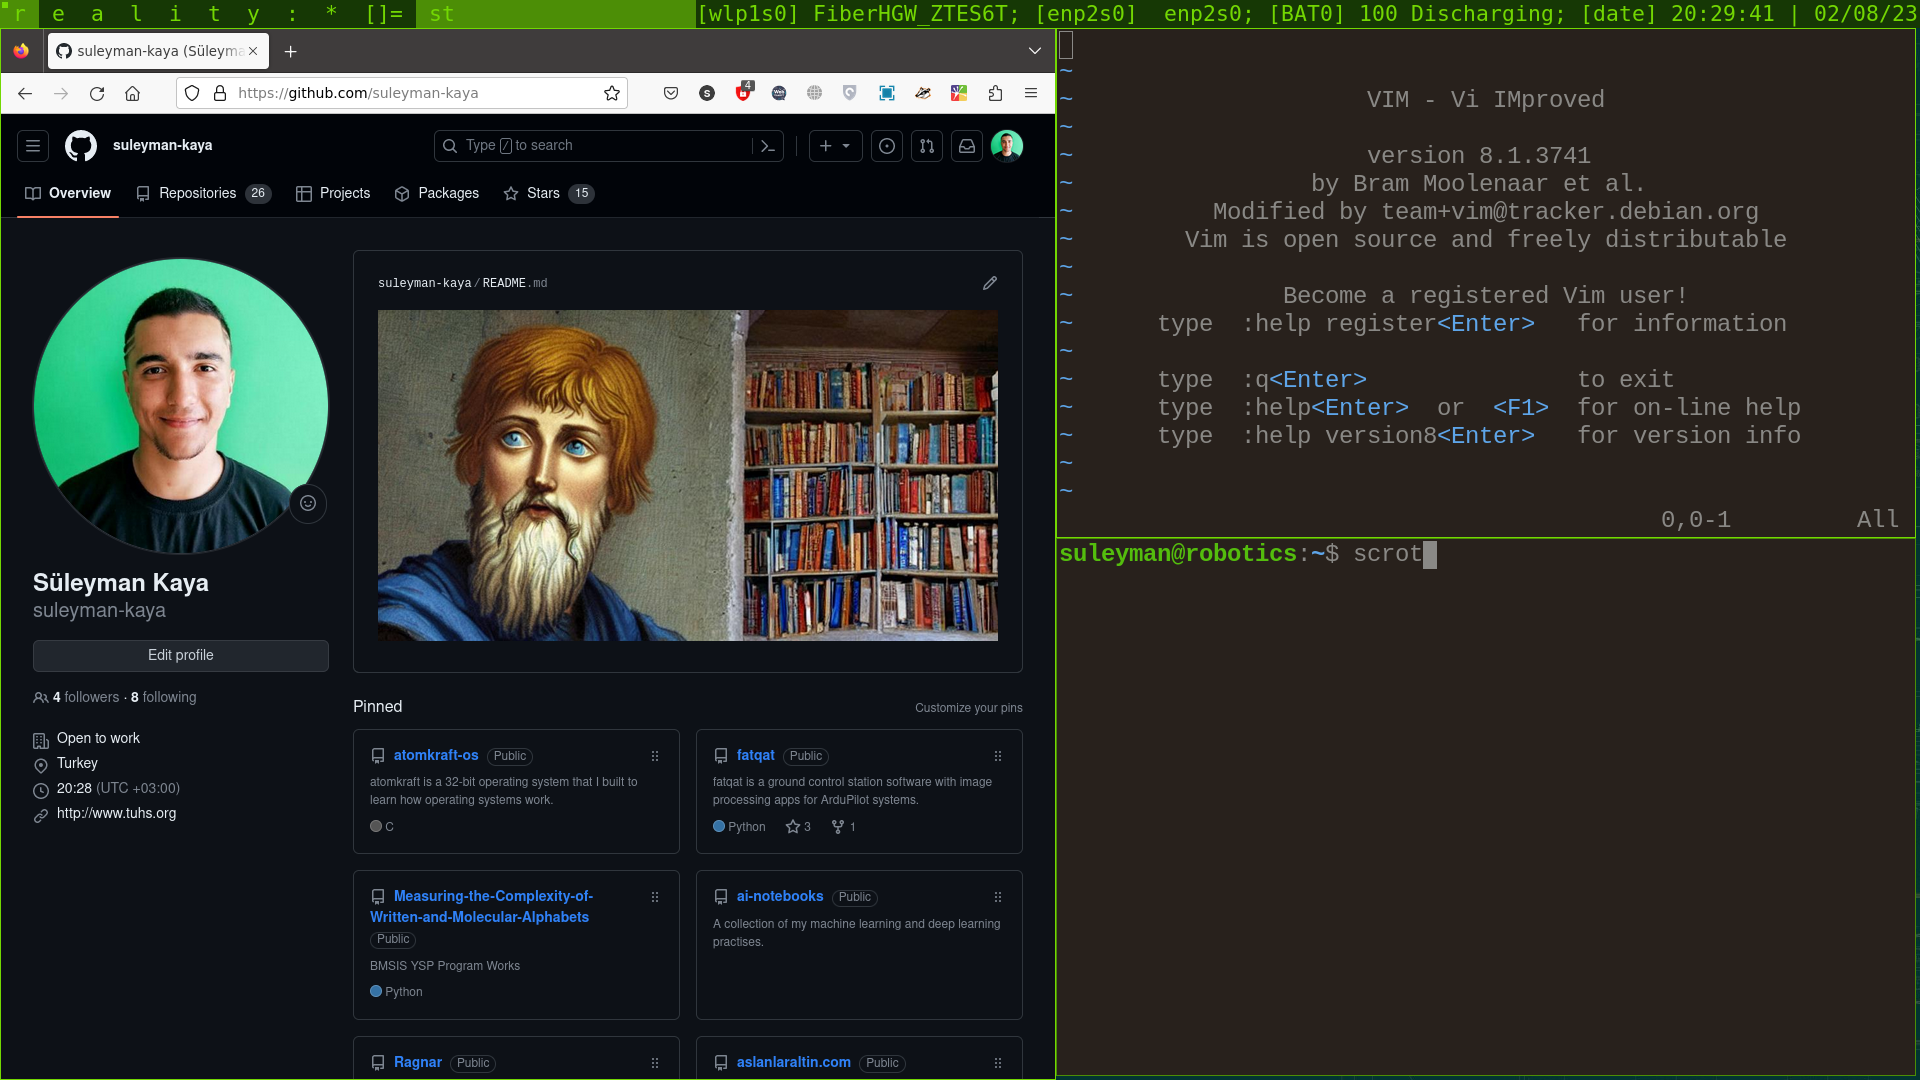 r e a l i t y : * []= st [wlp1s0] FiberHGW_ZTES6T; [enp2s0]  enp2s0; [BAT0] 100 Discharging; [date] 20:29:41 | 02/08/23
suleyman-kaya (Süleyma
https://github.com/suleyman-kaya
4
suleyman-kaya
Type / to search
Overview
Repositories 26
Projects
Packages
Stars 15
suleyman-kaya/README.md
Süleyman Kaya
suleyman-kaya
Edit profile
4 followers · 8 following
Open to work
Turkey
20:28 (UTC +03:00)
http://www.tuhs.org
Pinned
Customize your pins
atomkraft-os Public
atomkraft is a 32-bit operating system that I built to
learn how operating systems work.
C
fatqat Public
fatqat is a ground control station software with image
processing apps for ArduPilot systems.
Python 3 1
Measuring-the-Complexity-of-
Written-and-Molecular-Alphabets
Public
BMSIS YSP Program Works
Python
ai-notebooks Public
A collection of my machine learning and deep learning
practises.
Ragnar Public
aslanlaraltin.com Public
~
~ VIM - Vi IMproved
~
~ version 8.1.3741
~ by Bram Moolenaar et al.
~ Modified by team+vim@tracker.debian.org
~ Vim is open source and freely distributable
~
~ Become a registered Vim user!
~ type  :help register<Enter>   for information
~
~ type  :q<Enter>               to exit
~ type  :help<Enter>  or  <F1>  for on-line help
~ type  :help version8<Enter>   for version info
~
~
0,0-1 All
suleyman@robotics:~$ scrot